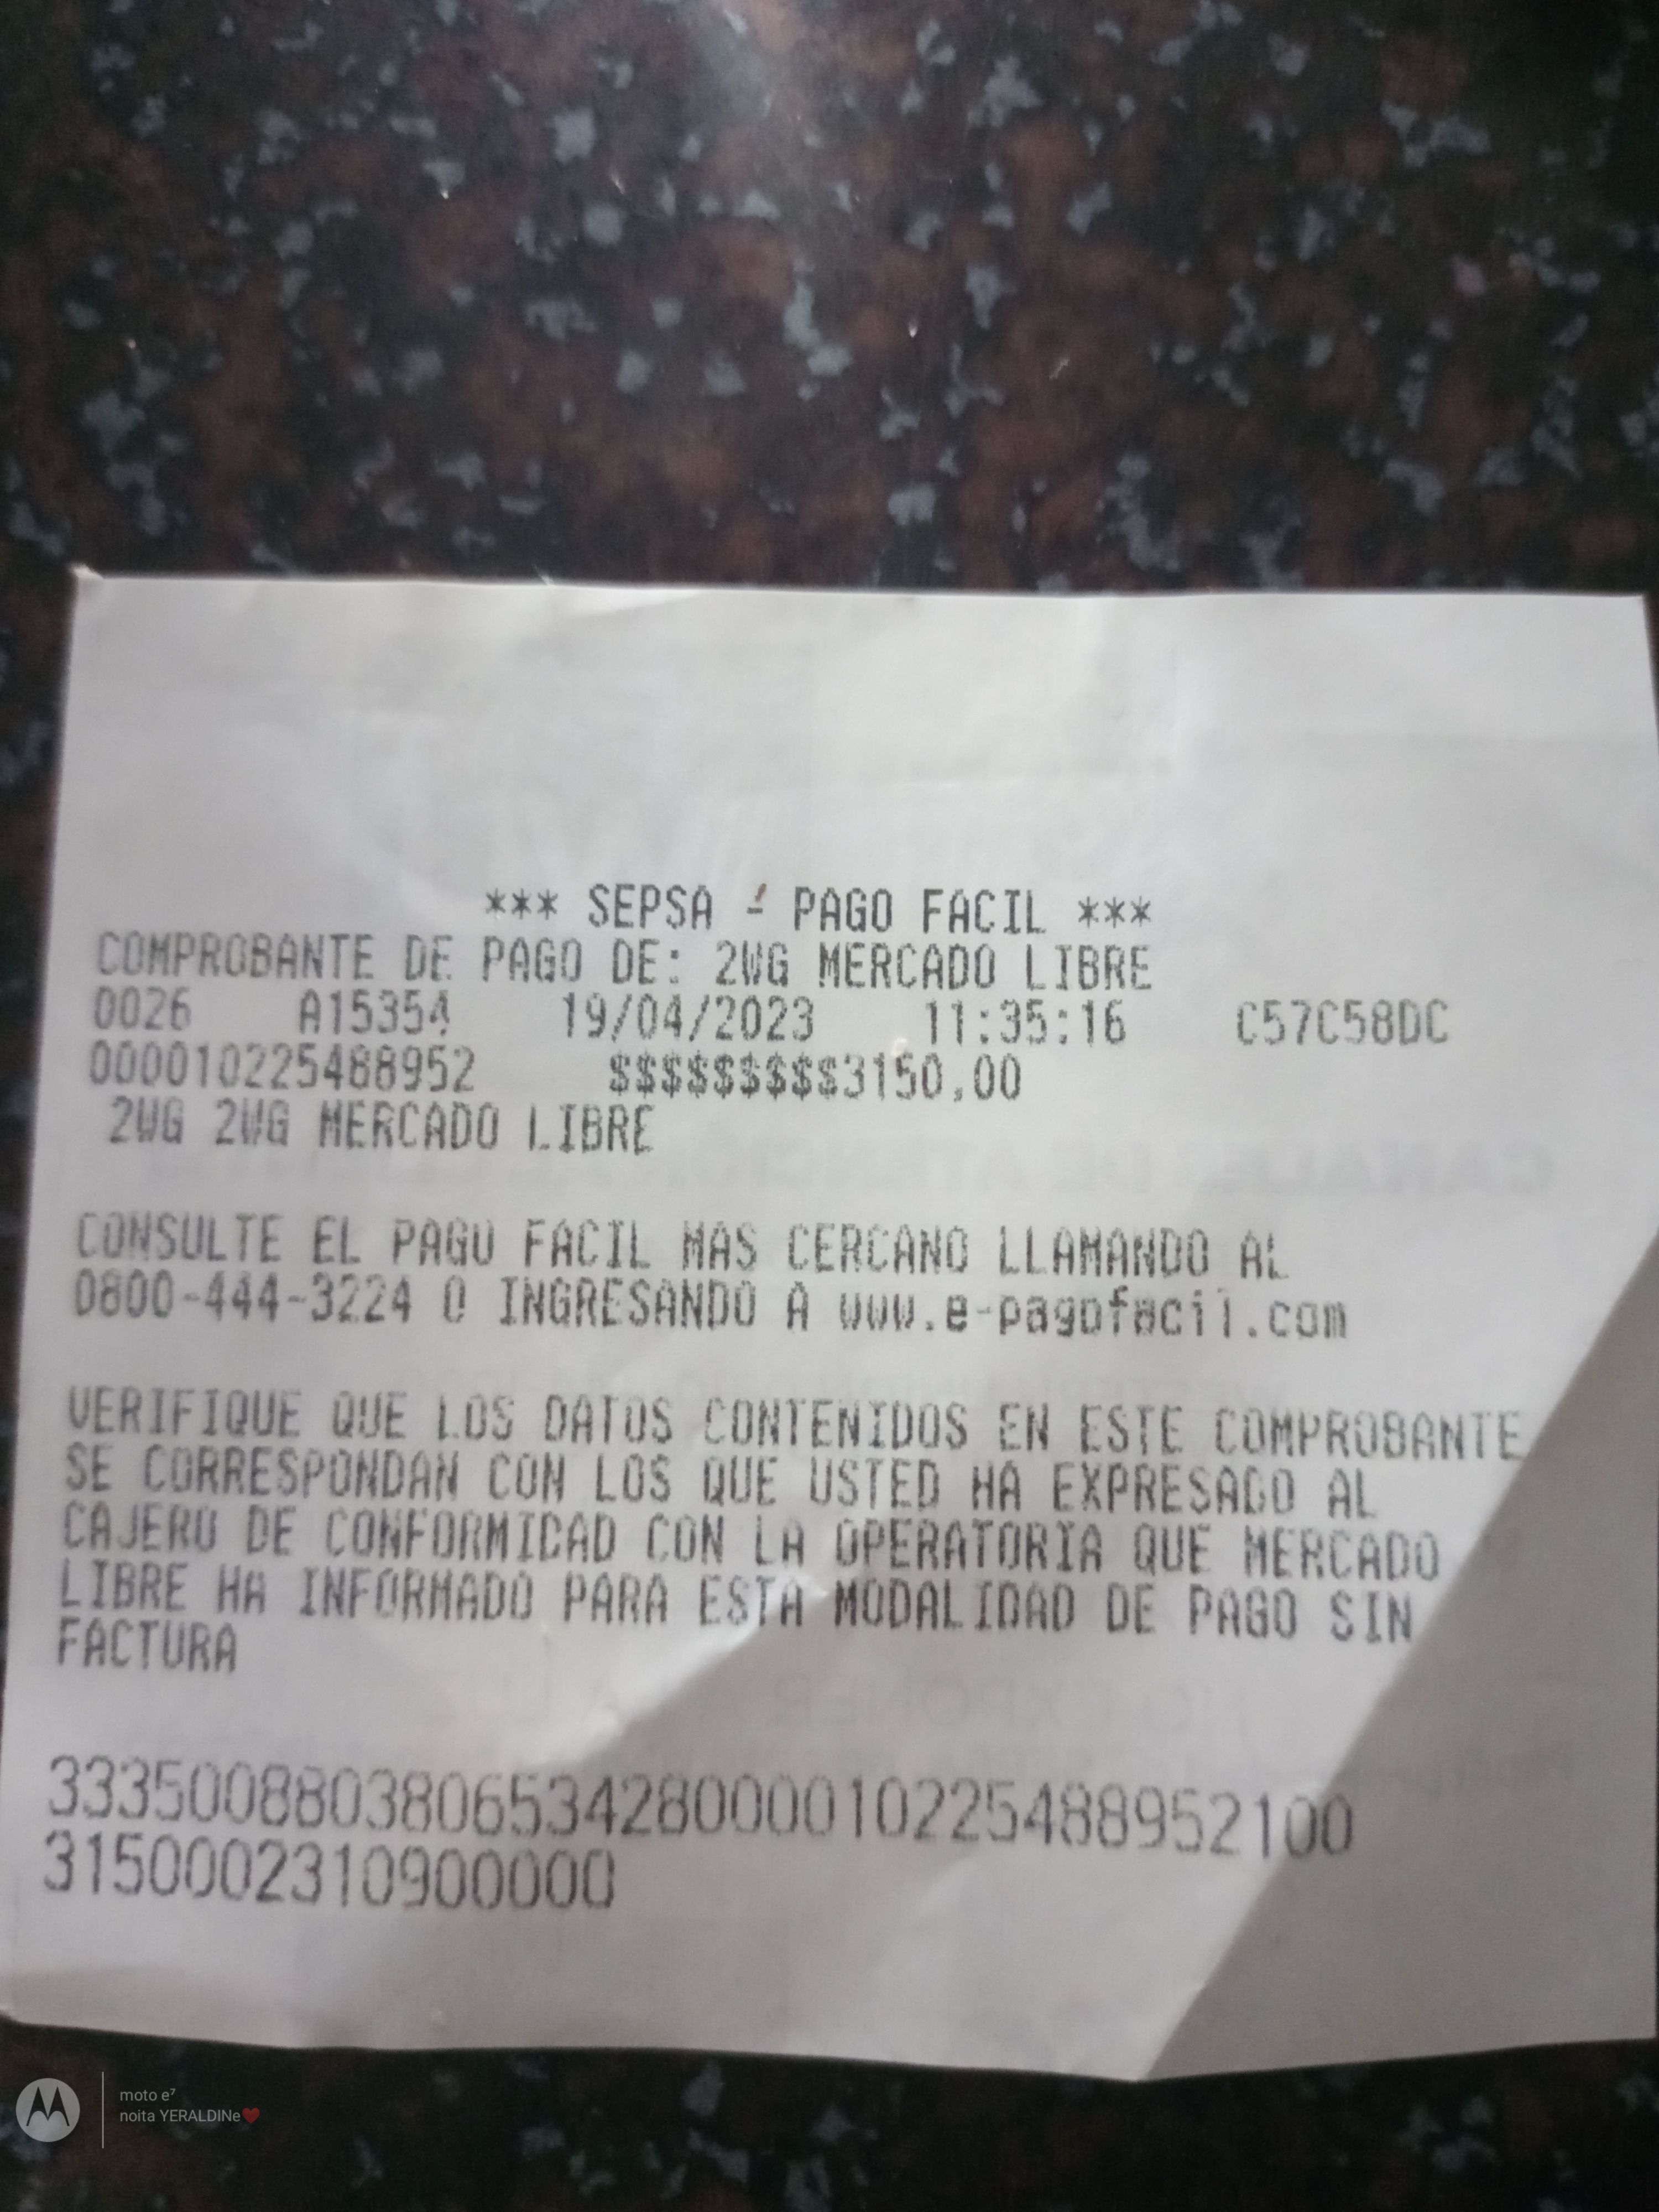 *** SEPSA - PAGO FACIL ***
COMPROBANTE DE PAGO DE: 2WG MERCADO LIBRE
0026 A15354 19/04/2023 11:35:16 C57C58DC
000010225488952 $$$$$$$$$3150,00
2WG 2WG MERCADO LIBRE
CONSULTE EL PAGO FACIL MAS CERCANO LLAMANDO AL
0800-444-3224 O INGRESANDO A www.e-pagofacil.com
VERIFIQUE QUE LOS DATOS CONTENIDOS EN ESTE COMPROBANTE
SE CORRESPONDAN CON LOS QUE USTED HA EXPRESADO AL
CAJERO DE CONFORMIDAD CON LA OPERATORIA QUE MERCADO
LIBRE HA INFORMADO PARA ESTA MODALIDAD DE PAGO SIN
FACTURA
333500880380653428000010225488952100
3150002310900000
moto e⁷
noita YERALDINe❤️